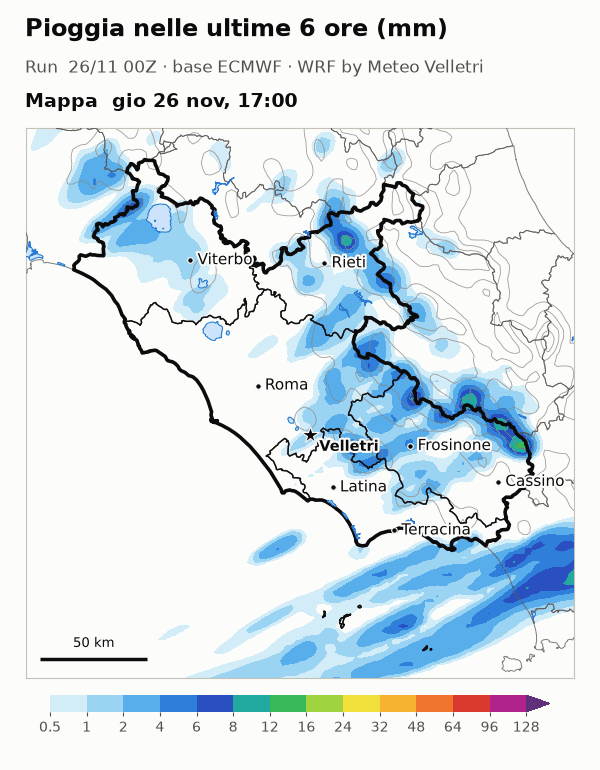 Pioggia nelle ultime 6 ore (mm)
Run  26/11 00Z · base ECMWF · WRF by Meteo Velletri
Mappa  gio 26 nov, 17:00
Viterbo
Rieti
Roma
Velletri
Frosinone
Latina
Cassino
Terracina
50 km
0.5 1 2 4 6 8 12 16 24 32 48 64 96 128